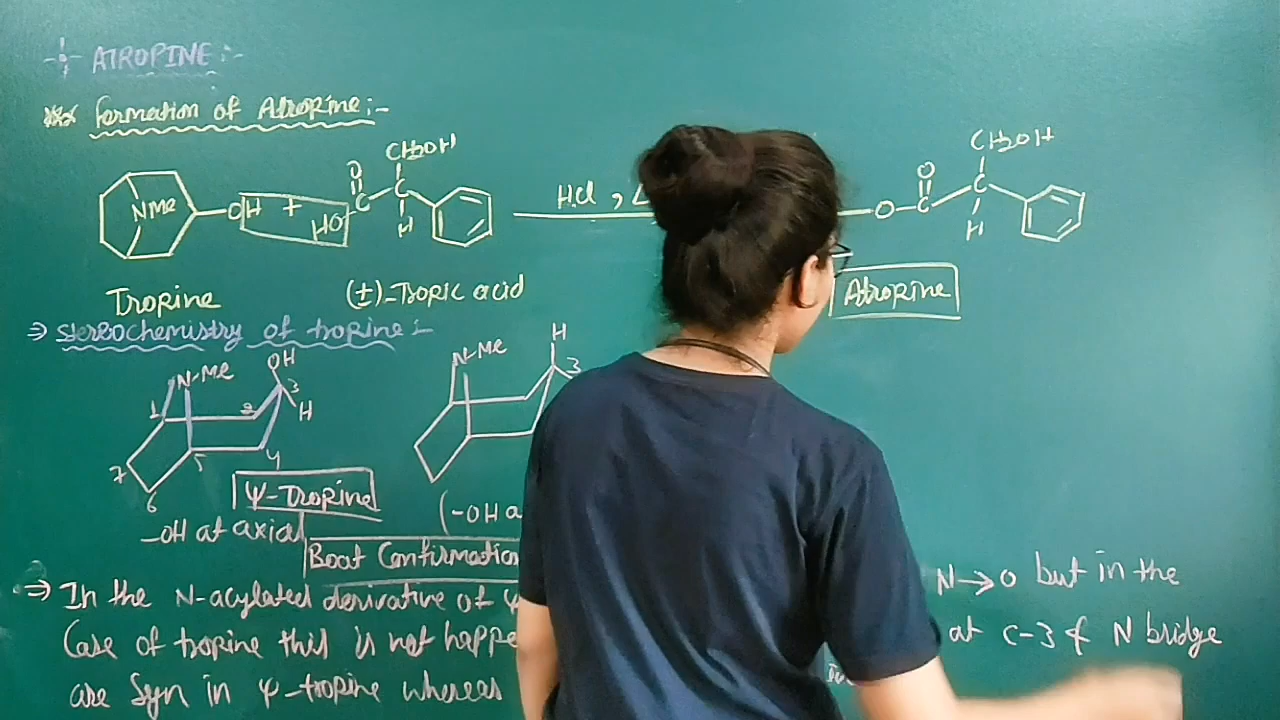 ATROPINE :-
Formation of Atropine :-
NMe OH + HO C O CH2OH C H HCl , Δ O C O CH2OH C H
Tropine (±)-Tropic acid Atropine
⇒ Stereochemistry of tropine :-
N-Me OH 3 H 1 2 7 5 4 6 N-Me H 3
Ψ-Tropine
-OH at axial (-OH a
Boat Confirmation
⇒ In the N-acylated derivative of Ψ N→O but in the
Case of tropine this is not happe at C-3 & N bridge
are Syn in Ψ-tropine whereas